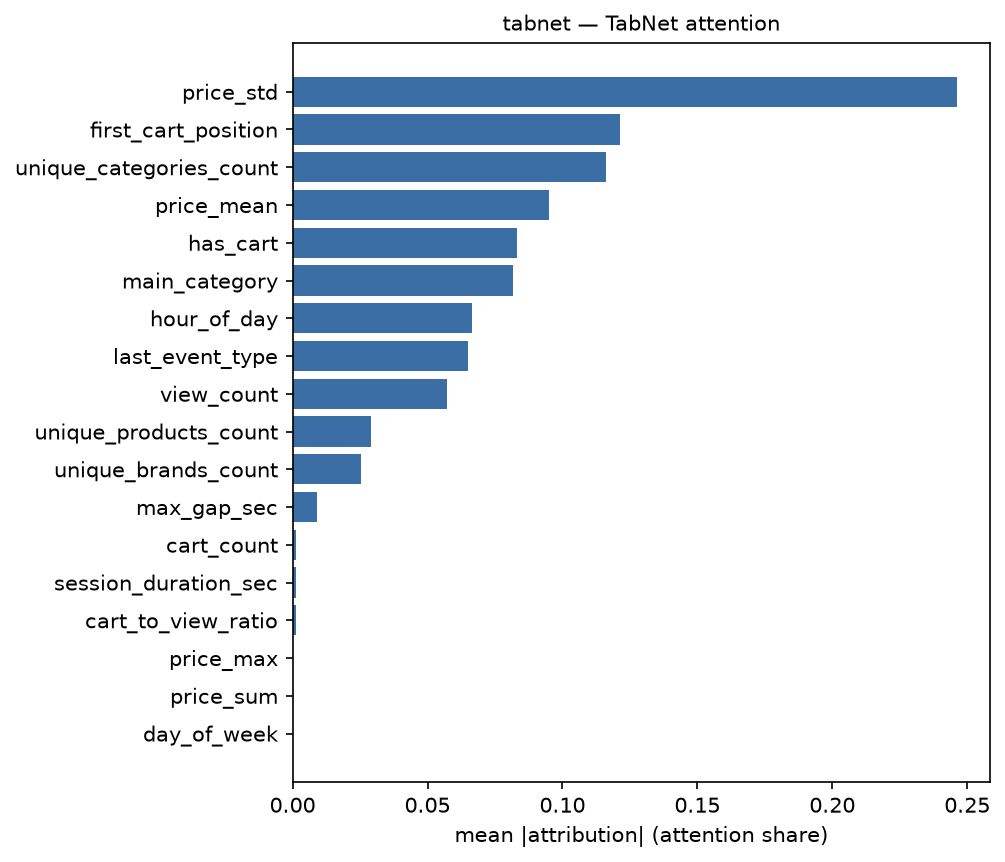 tabnet — TabNet attention
price_std
first_cart_position
unique_categories_count
price_mean
has_cart
main_category
hour_of_day
last_event_type
view_count
unique_products_count
unique_brands_count
max_gap_sec
cart_count
session_duration_sec
cart_to_view_ratio
price_max
price_sum
day_of_week
0.00 0.05 0.10 0.15 0.20 0.25
mean |attribution| (attention share)